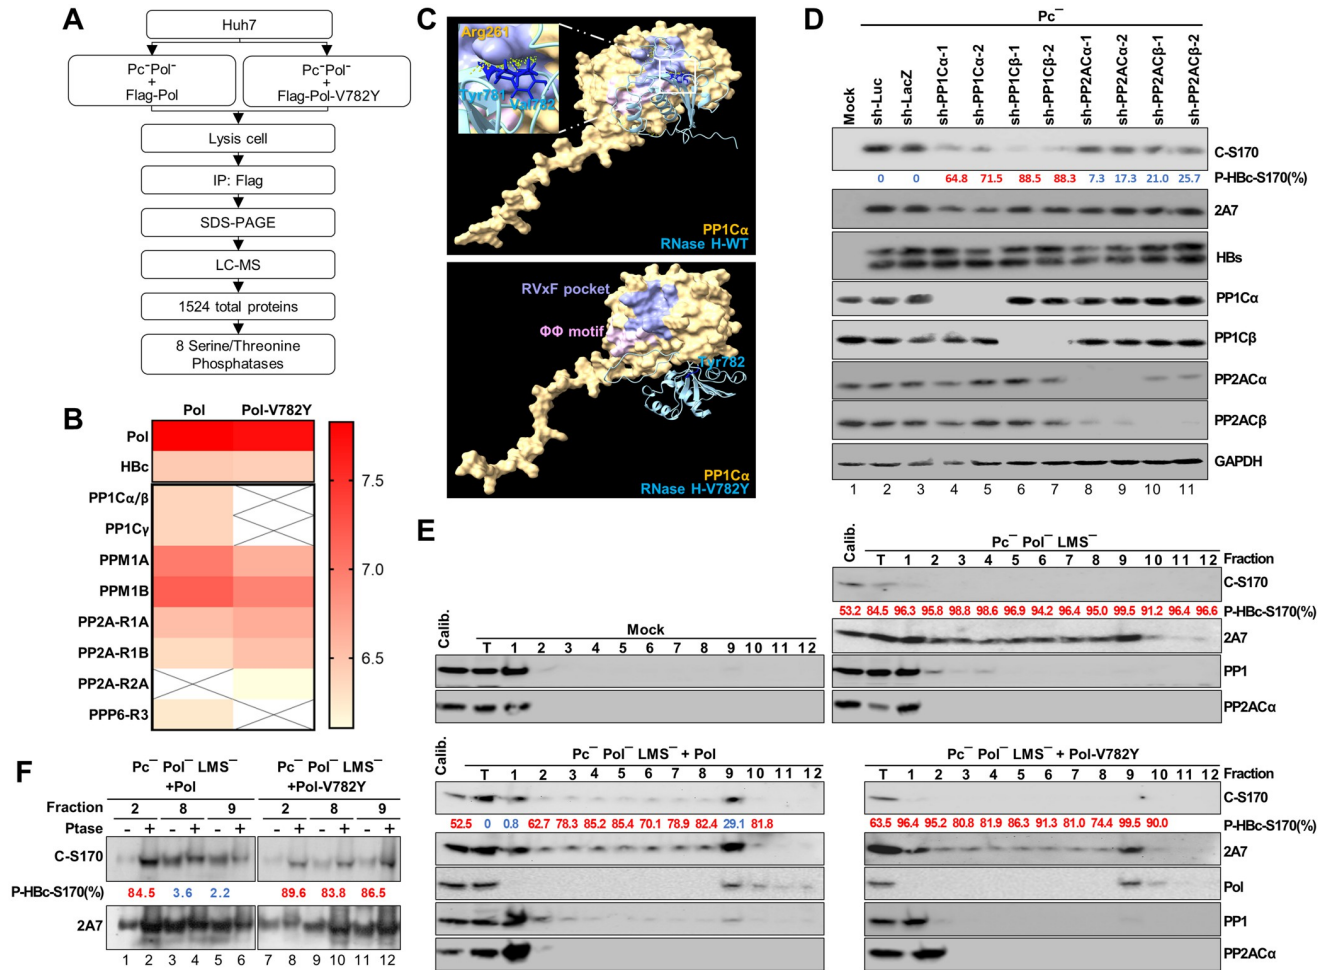 A
Huh7
Pc⁻Pol⁻
+
Flag-Pol
Pc⁻Pol⁻
+
Flag-Pol-V782Y
Lysis cell
IP: Flag
SDS-PAGE
LC-MS
1524 total proteins
8 Serine/Threonine
Phosphatases
B
Pol Pol-V782Y
Pol
HBc
PP1Cα/β
PP1Cγ
PPM1A
PPM1B
PP2A-R1A
PP2A-R1B
PP2A-R2A
PPP6-R3
7.5
7.0
6.5
C
Arg261
Tyr781
Val782
PP1Cα
RNase H-WT
RVxF pocket
ΦΦ motif
Tyr782
PP1Cα
RNase H-V782Y
D
Pc⁻
Mock sh-Luc sh-LacZ sh-PP1Cα-1 sh-PP1Cα-2 sh-PP1Cβ-1 sh-PP1Cβ-2 sh-PP2ACα-1 sh-PP2ACα-2 sh-PP2ACβ-1 sh-PP2ACβ-2
C-S170
0 0 64.8 71.5 88.5 88.3 7.3 17.3 21.0 25.7 P-HBc-S170(%)
2A7
HBs
PP1Cα
PP1Cβ
PP2ACα
PP2ACβ
GAPDH
1 2 3 4 5 6 7 8 9 10 11
E
Mock
Calib. T 1 2 3 4 5 6 7 8 9 10 11 12
Pc⁻ Pol⁻ LMS⁻
Calib. T 1 2 3 4 5 6 7 8 9 10 11 12 Fraction
C-S170
53.2 84.5 96.3 95.8 98.8 98.6 96.9 94.2 96.4 95.0 99.5 91.2 96.4 96.6 P-HBc-S170(%)
2A7
PP1
PP2ACα
Pc⁻ Pol⁻ LMS⁻ + Pol
Calib. T 1 2 3 4 5 6 7 8 9 10 11 12
52.5 0 0.8 62.7 78.3 85.2 85.4 70.1 78.9 82.4 29.1 81.8
Pc⁻ Pol⁻ LMS⁻ + Pol-V782Y
T 1 2 3 4 5 6 7 8 9 10 11 12 Fraction
C-S170
63.5 96.4 95.2 80.8 81.9 86.3 91.3 81.0 74.4 99.5 90.0 P-HBc-S170(%)
2A7
Pol
PP1
PP2ACα
F
Pc⁻ Pol⁻ LMS⁻
+Pol
Pc⁻ Pol⁻ LMS⁻
+Pol-V782Y
Fraction 2 8 9 2 8 9
Ptase - + - + - + - + - + - +
C-S170
P-HBc-S170(%) 84.5 3.6 2.2 89.6 83.8 86.5
2A7
1 2 3 4 5 6 7 8 9 10 11 12